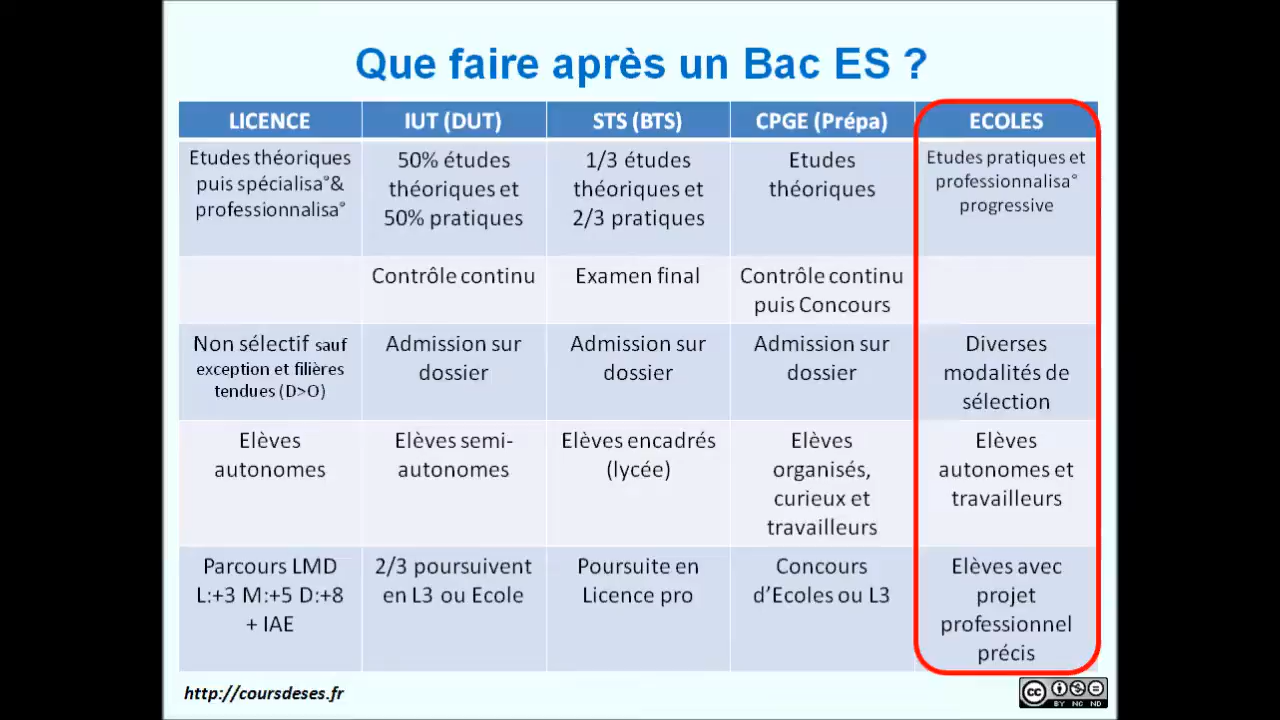 Que faire après un Bac ES ?
LICENCE
IUT (DUT)
STS (BTS)
CPGE (Prépa)
ECOLES
Etudes théoriques
puis spécialisa°&
professionnalisa°
50% études
théoriques et
50% pratiques
1/3 études
théoriques et
2/3 pratiques
Etudes
théoriques
Etudes pratiques et
professionnalisa°
progressive
Contrôle continu
Examen final
Contrôle continu
puis Concours
Non sélectif sauf
exception et filières
tendues (D>O)
Admission sur
dossier
Admission sur
dossier
Admission sur
dossier
Diverses
modalités de
sélection
Elèves
autonomes
Elèves semi-
autonomes
Elèves encadrés
(lycée)
Elèves
organisés,
curieux et
travailleurs
Elèves
autonomes et
travailleurs
Parcours LMD
L:+3 M:+5 D:+8
+ IAE
2/3 poursuivent
en L3 ou Ecole
Poursuite en
Licence pro
Concours
d'Ecoles ou L3
Elèves avec
projet
professionnel
précis
http://coursdeses.fr
cc
BY NC ND